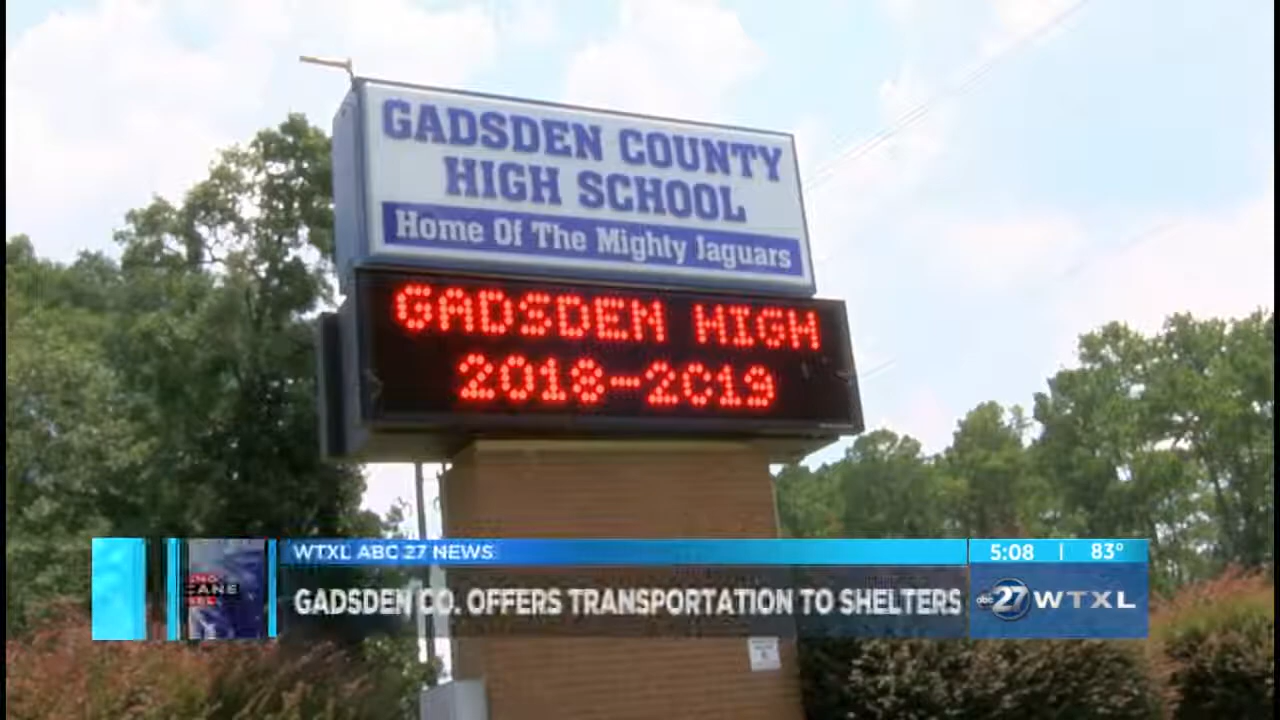 GADSDEN COUNTY
HIGH SCHOOL
Home Of The Mighty Jaguars
GADSDEN HIGH
2018-2019
WTXL ABC 27 NEWS
5:08 | 83°
CANE
GADSDEN CO. OFFERS TRANSPORTATION TO SHELTERS
abc 27 WTXL